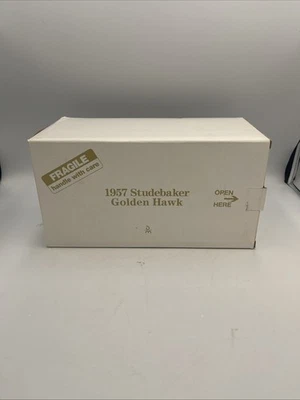 FRAGILE
handle with care
1957 Studebaker
Golden Hawk
OPEN
HERE